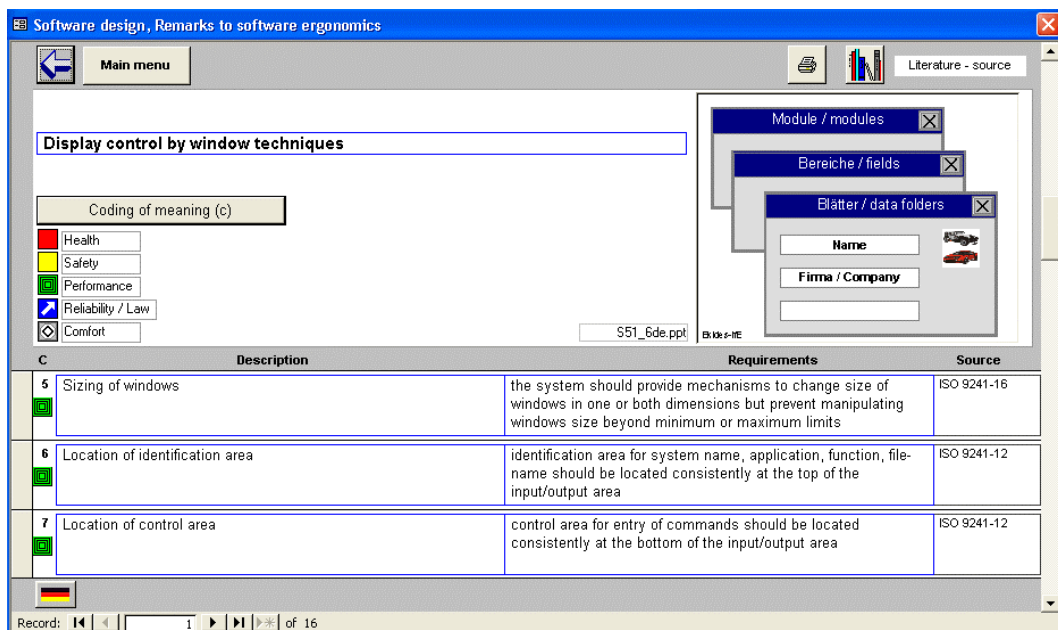 Software design, Remarks to software ergonomics
Main menu
Literature - source
Display control by window techniques
Module / modules
Bereiche / fields
Blätter / data folders
Name
Firma / Company
Coding of meaning (c)
Health
Safety
Performance
Reliability / Law
Comfort
S51_6de.ppt
C Description Requirements Source
5 Sizing of windows
the system should provide mechanisms to change size of
windows in one or both dimensions but prevent manipulating
windows size beyond minimum or maximum limits
ISO 9241-16
6 Location of identification area
identification area for system name, application, function, file-
name should be located consistently at the top of the
input/output area
ISO 9241-12
7 Location of control area
control area for entry of commands should be located
consistently at the bottom of the input/output area
ISO 9241-12
Record: 1 of 16